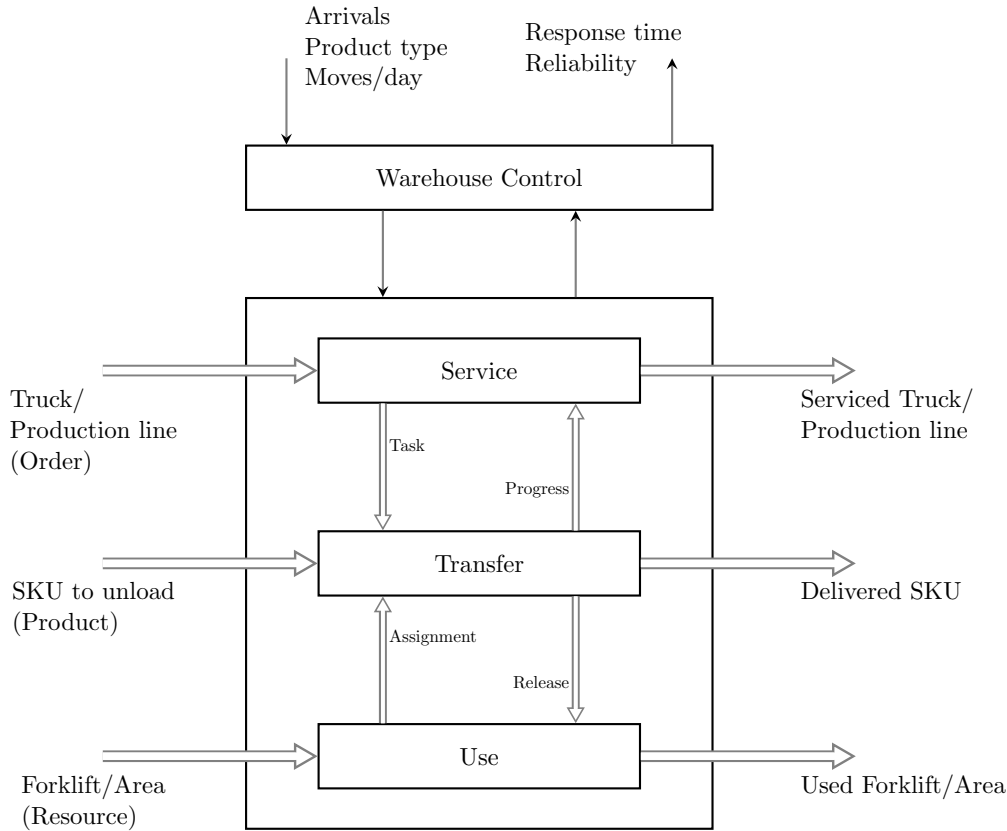 Arrivals
Product type
Moves/day
Response time
Reliability
Warehouse Control
Service
Truck/
Production line
(Order)
Serviced Truck/
Production line
Task
Progress
Transfer
SKU to unload
(Product)
Delivered SKU
Assignment
Release
Use
Forklift/Area
(Resource)
Used Forklift/Area